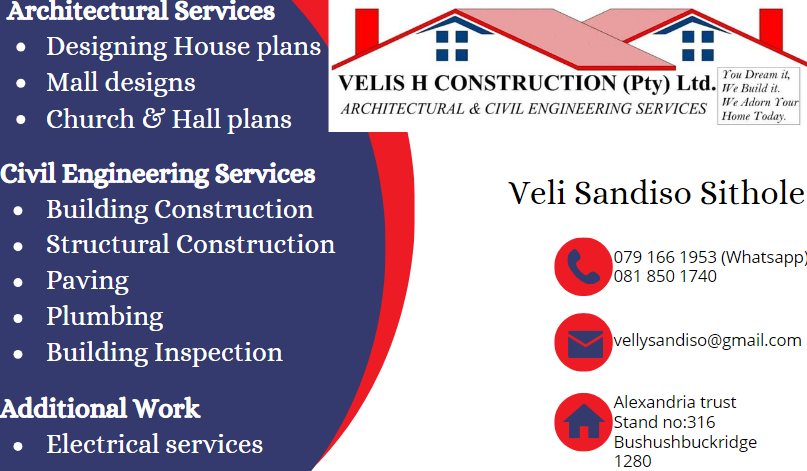 Architectural Services
• Designing House plans
• Mall designs
• Church & Hall plans
Civil Engineering Services
• Building Construction
• Structural Construction
• Paving
• Plumbing
• Building Inspection
Additional Work
• Electrical services
VELIS H CONSTRUCTION (Pty) Ltd.
ARCHITECTURAL & CIVIL ENGINEERING SERVICES
You Dream it,
We Build it.
We Adorn Your
Home Today.
Veli Sandiso Sithole
079 166 1953 (Whatsapp)
081 850 1740
vellysandiso@gmail.com
Alexandria trust
Stand no:316
Bushushbuckridge
1280